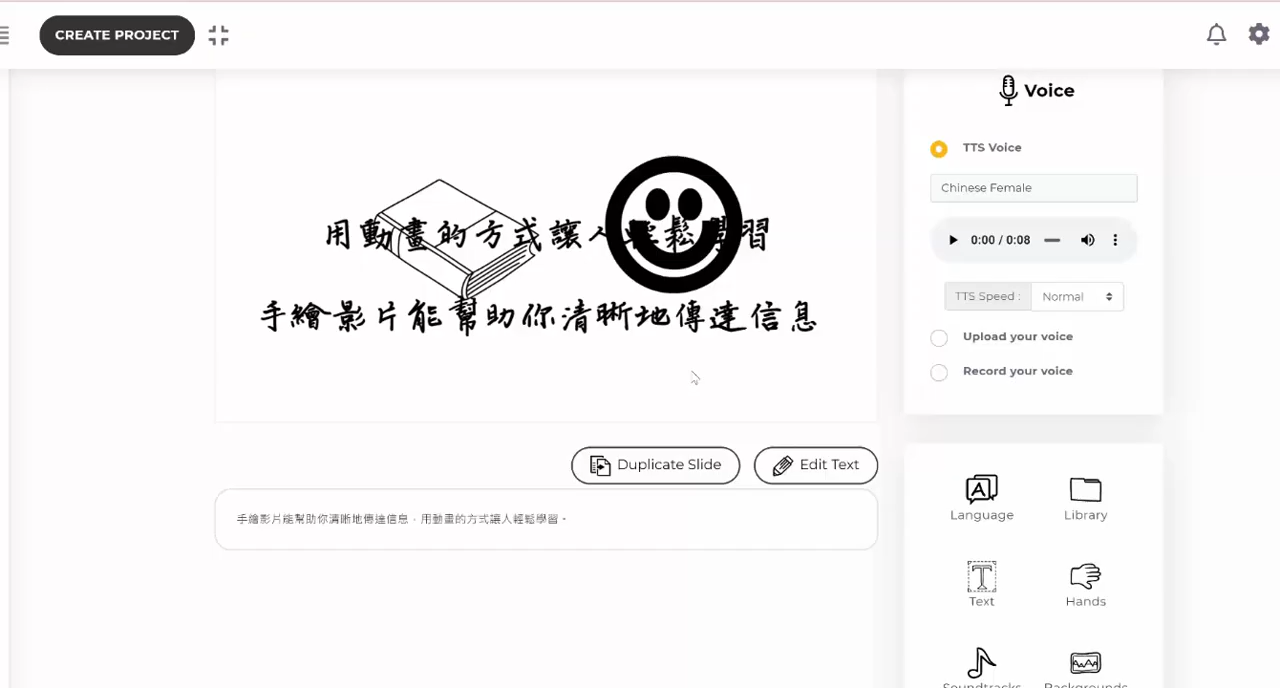 CREATE PROJECT
用動畫的方式讓人輕鬆學習
手繪影片能幫助你清晰地傳達信息
Duplicate Slide
Edit Text
手繪影片能幫助你清晰地傳達信息，用動畫的方式讓人輕鬆學習。
Voice
TTS Voice
Chinese Female
0:00 / 0:08
TTS Speed :
Normal
Upload your voice
Record your voice
Language
Library
Text
Hands
Soundtracks
Backgrounds